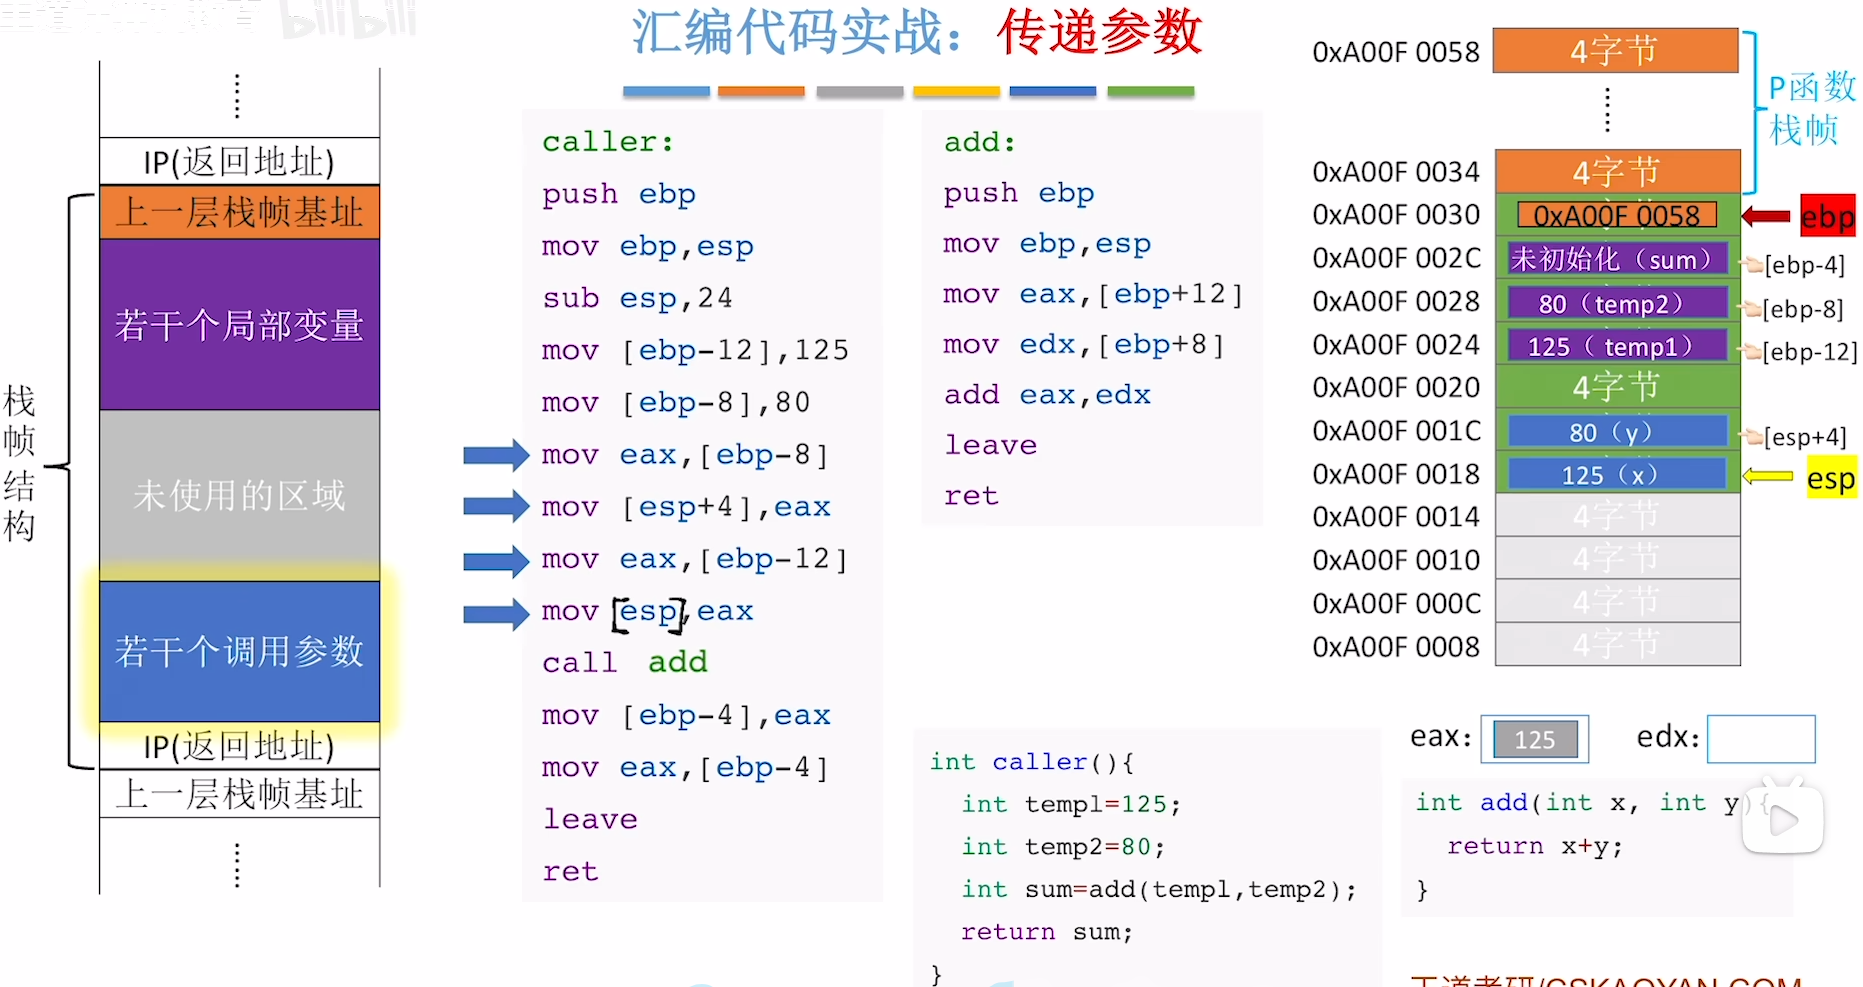 汇编代码实战：传递参数
IP(返回地址)
上一层栈帧基址
若干个局部变量
未使用的区域
若干个调用参数
IP(返回地址)
上一层栈帧基址
栈帧结构
caller:
push ebp
mov ebp,esp
sub esp,24
mov [ebp-12],125
mov [ebp-8],80
mov eax,[ebp-8]
mov [esp+4],eax
mov eax,[ebp-12]
mov [esp],eax
call add
mov [ebp-4],eax
mov eax,[ebp-4]
leave
ret
add:
push ebp
mov ebp,esp
mov eax,[ebp+12]
mov edx,[ebp+8]
add eax,edx
leave
ret
int caller(){
int temp1=125;
int temp2=80;
int sum=add(temp1,temp2);
return sum;
}
0xA00F 0058 4字节
P函数
栈帧
0xA00F 0034 4字节
0xA00F 0030 0xA00F 0058 ebp
0xA00F 002C 未初始化（sum） [ebp-4]
0xA00F 0028 80（temp2） [ebp-8]
0xA00F 0024 125（ temp1） [ebp-12]
0xA00F 0020 4字节
0xA00F 001C 80（y） [esp+4]
0xA00F 0018 125（x） esp
0xA00F 0014 4字节
0xA00F 0010 4字节
0xA00F 000C 4字节
0xA00F 0008 4字节
eax: 125 edx:
int add(int x, int y){
return x+y;
}
王道考研/CSKAOYAN.COM
bilibili